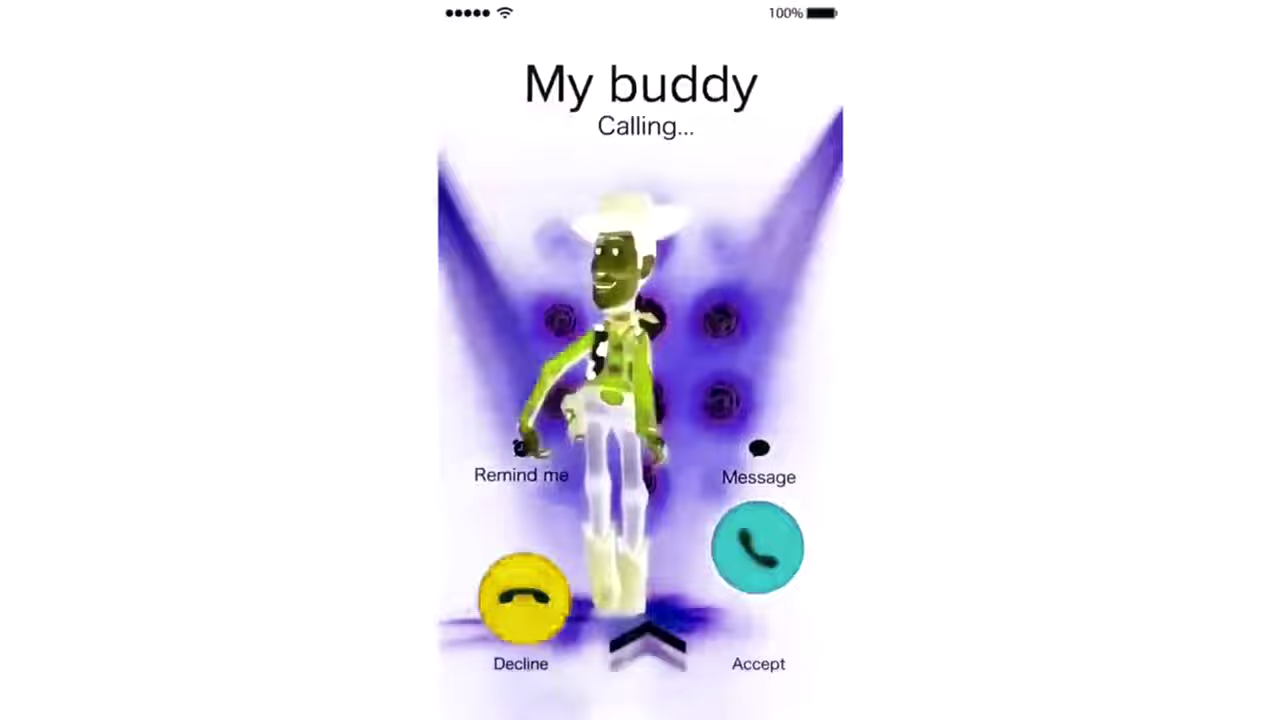 100%
My buddy
Calling...
Remind me
Message
Decline
Accept